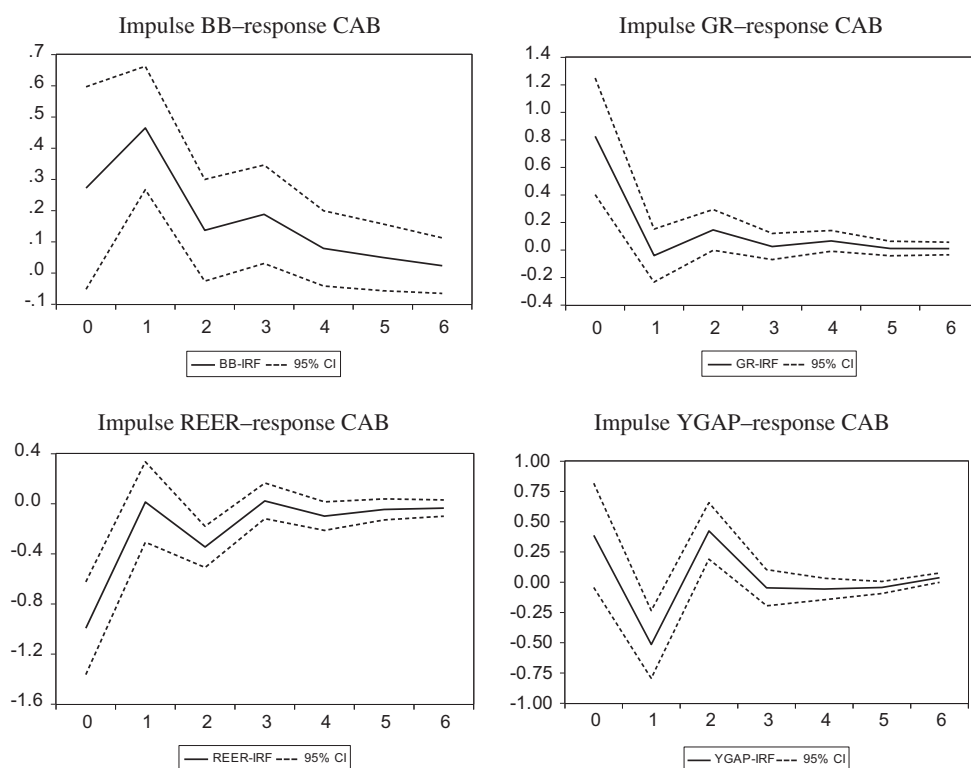 Impulse BB–response CAB
.7
.6
.5
.4
.3
.2
.1
.0
-.1
0 1 2 3 4 5 6
BB-IRF 95% CI
Impulse GR–response CAB
1.4
1.2
1.0
0.8
0.6
0.4
0.2
0.0
-0.2
-0.4
0 1 2 3 4 5 6
GR-IRF 95% CI
Impulse REER–response CAB
0.4
0.0
-0.4
-0.8
-1.2
-1.6
0 1 2 3 4 5 6
REER-IRF 95% CI
Impulse YGAP–response CAB
1.00
0.75
0.50
0.25
0.00
-0.25
-0.50
-0.75
-1.00
0 1 2 3 4 5 6
YGAP-IRF 95% CI